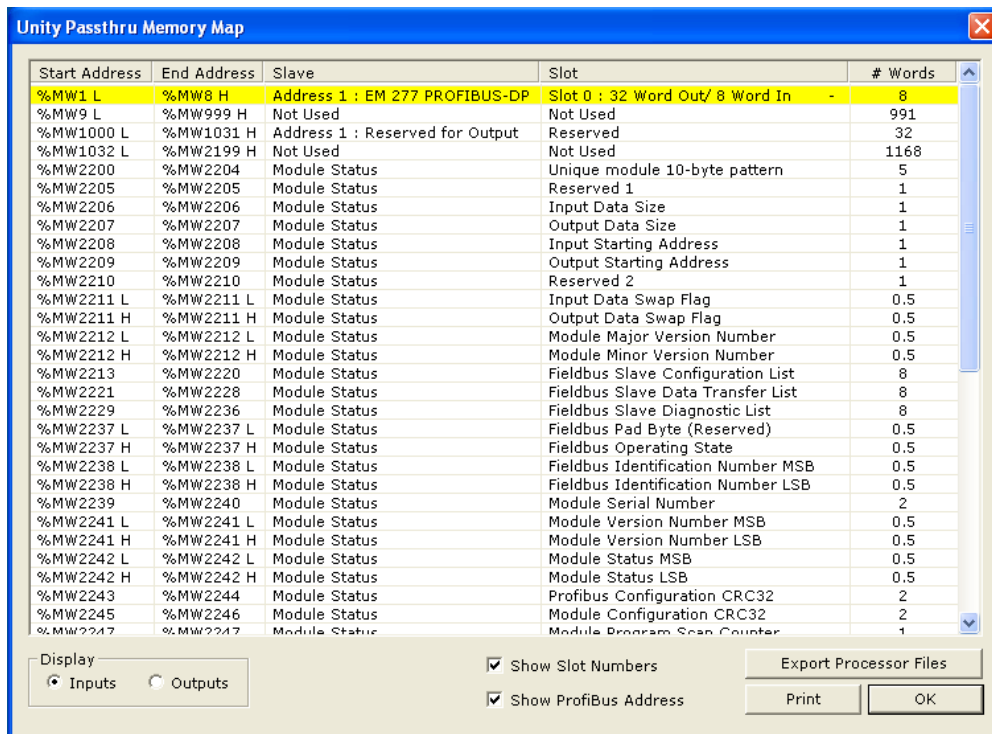 Unity Passthru Memory Map
Start Address End Address Slave Slot # Words
%MW1 L %MW8 H Address 1 : EM 277 PROFIBUS-DP Slot 0 : 32 Word Out/ 8 Word In - 8
%MW9 L %MW999 H Not Used Not Used 991
%MW1000 L %MW1031 H Address 1 : Reserved for Output Reserved 32
%MW1032 L %MW2199 H Not Used Not Used 1168
%MW2200 %MW2204 Module Status Unique module 10-byte pattern 5
%MW2205 %MW2205 Module Status Reserved 1 1
%MW2206 %MW2206 Module Status Input Data Size 1
%MW2207 %MW2207 Module Status Output Data Size 1
%MW2208 %MW2208 Module Status Input Starting Address 1
%MW2209 %MW2209 Module Status Output Starting Address 1
%MW2210 %MW2210 Module Status Reserved 2 1
%MW2211 L %MW2211 L Module Status Input Data Swap Flag 0.5
%MW2211 H %MW2211 H Module Status Output Data Swap Flag 0.5
%MW2212 L %MW2212 L Module Status Module Major Version Number 0.5
%MW2212 H %MW2212 H Module Status Module Minor Version Number 0.5
%MW2213 %MW2220 Module Status Fieldbus Slave Configuration List 8
%MW2221 %MW2228 Module Status Fieldbus Slave Data Transfer List 8
%MW2229 %MW2236 Module Status Fieldbus Slave Diagnostic List 8
%MW2237 L %MW2237 L Module Status Fieldbus Pad Byte (Reserved) 0.5
%MW2237 H %MW2237 H Module Status Fieldbus Operating State 0.5
%MW2238 L %MW2238 L Module Status Fieldbus Identification Number MSB 0.5
%MW2238 H %MW2238 H Module Status Fieldbus Identification Number LSB 0.5
%MW2239 %MW2240 Module Status Module Serial Number 2
%MW2241 L %MW2241 L Module Status Module Version Number MSB 0.5
%MW2241 H %MW2241 H Module Status Module Version Number LSB 0.5
%MW2242 L %MW2242 L Module Status Module Status MSB 0.5
%MW2242 H %MW2242 H Module Status Module Status LSB 0.5
%MW2243 %MW2244 Module Status Profibus Configuration CRC32 2
%MW2245 %MW2246 Module Status Module Configuration CRC32 2
%MW2247 %MW2247 Module Status Module Program Scan Counter 1
Display
Inputs Outputs
Show Slot Numbers
Show ProfiBus Address
Export Processor Files
Print OK